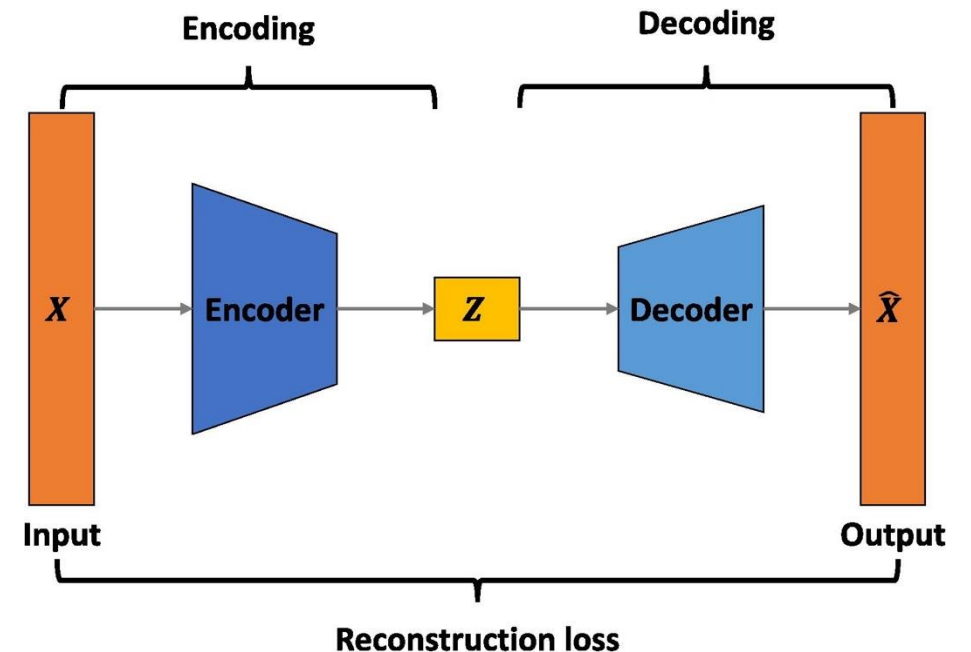 Encoding
Decoding
X
Encoder
Z
Decoder
X̂
Input
Output
Reconstruction loss